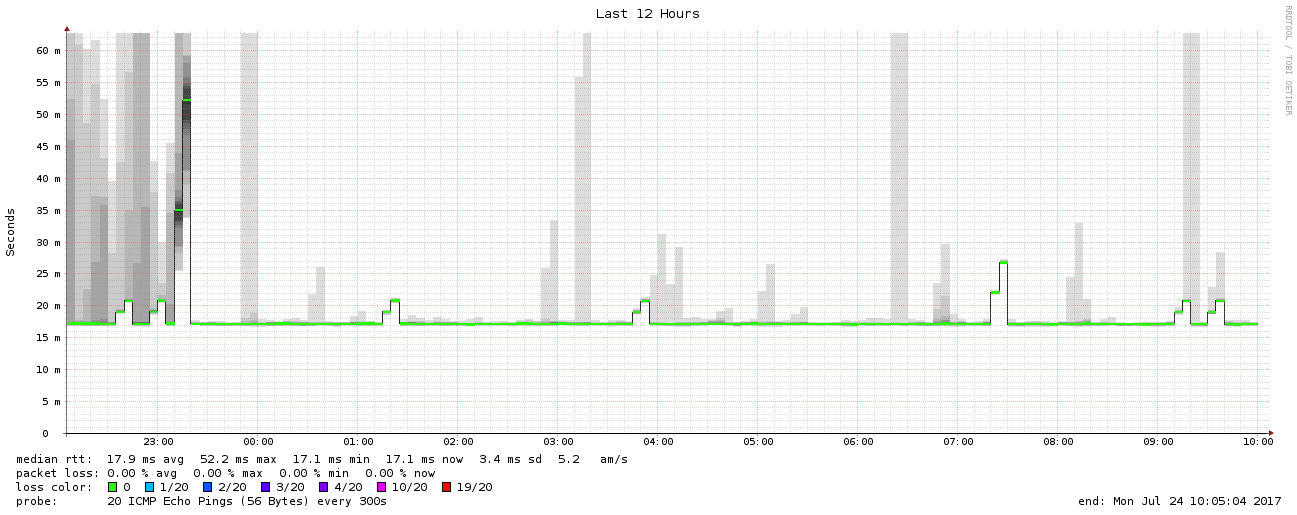 Last 12 Hours
RRDTOOL / TOBI OETIKER
Seconds
60 m
55 m
50 m
45 m
40 m
35 m
30 m
25 m
20 m
15 m
10 m
5 m
0
23:00 00:00 01:00 02:00 03:00 04:00 05:00 06:00 07:00 08:00 09:00 10:00
median rtt: 17.9 ms avg 52.2 ms max 17.1 ms min 17.1 ms now 3.4 ms sd 5.2 am/s
packet loss: 0.00 % avg 0.00 % max 0.00 % min 0.00 % now
loss color: 0 1/20 2/20 3/20 4/20 10/20 19/20
probe: 20 ICMP Echo Pings (56 Bytes) every 300s end: Mon Jul 24 10:05:04 2017